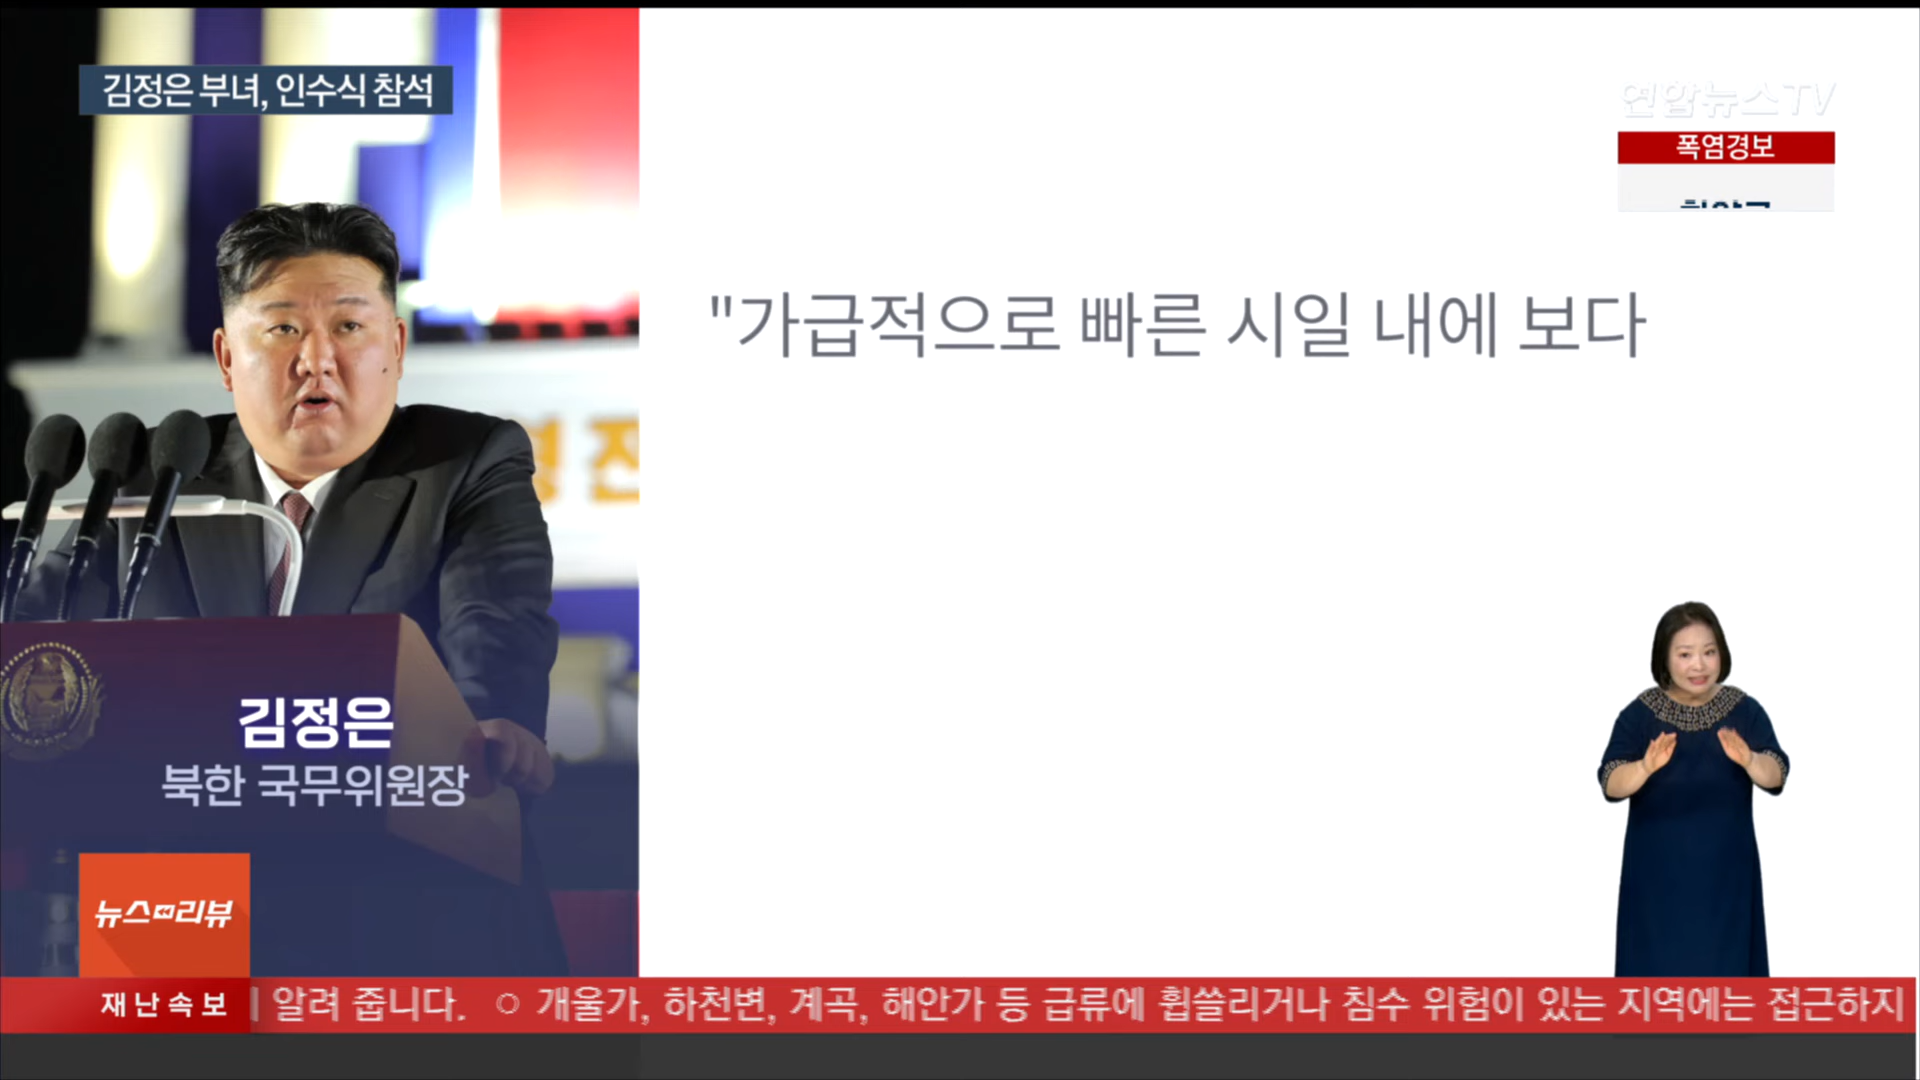 김정은 부녀, 인수식 참석
연합뉴스TV
폭염경보
"가급적으로 빠른 시일 내에 보다
김정은
북한 국무위원장
뉴스리뷰
재난속보
알려 줍니다. ○ 개울가, 하천변, 계곡, 해안가 등 급류에 휩쓸리거나 침수 위험이 있는 지역에는 접근하지